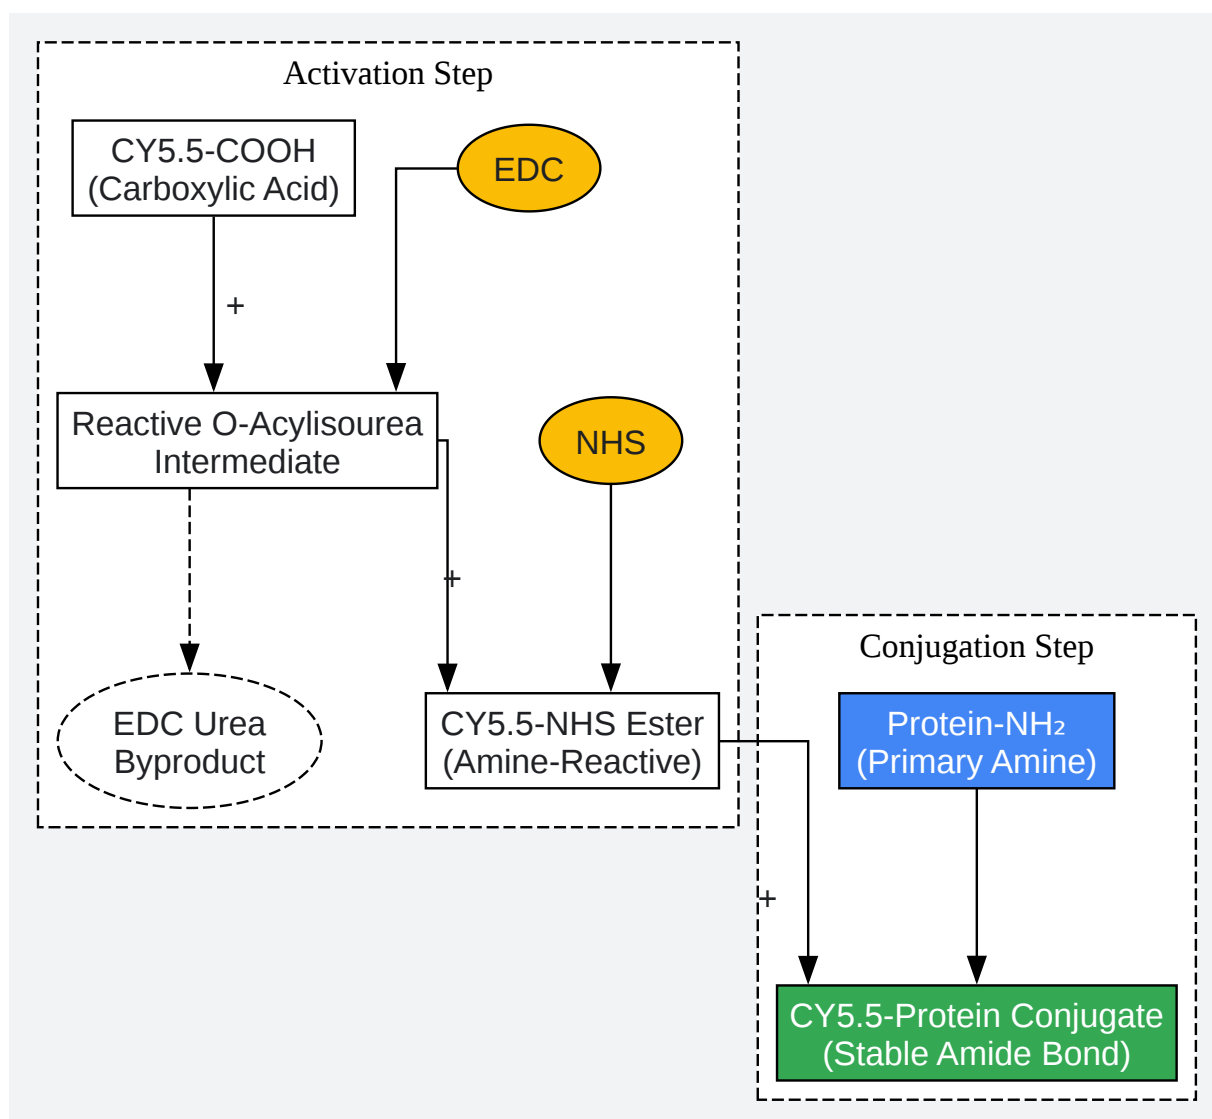 Activation Step
CY5.5-COOH
(Carboxylic Acid)
EDC
+
Reactive O-Acylisourea
Intermediate
NHS
+
EDC Urea
Byproduct
CY5.5-NHS Ester
(Amine-Reactive)
Conjugation Step
Protein-NH₂
(Primary Amine)
+
CY5.5-Protein Conjugate
(Stable Amide Bond)